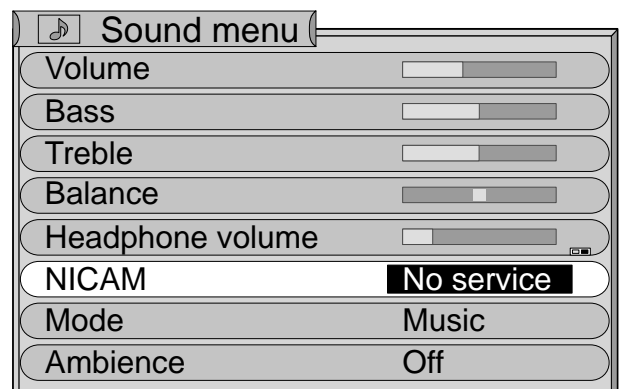 Sound menu
Volume
Bass
Treble
Balance
Headphone volume
NICAM No service
Mode Music
Ambience Off